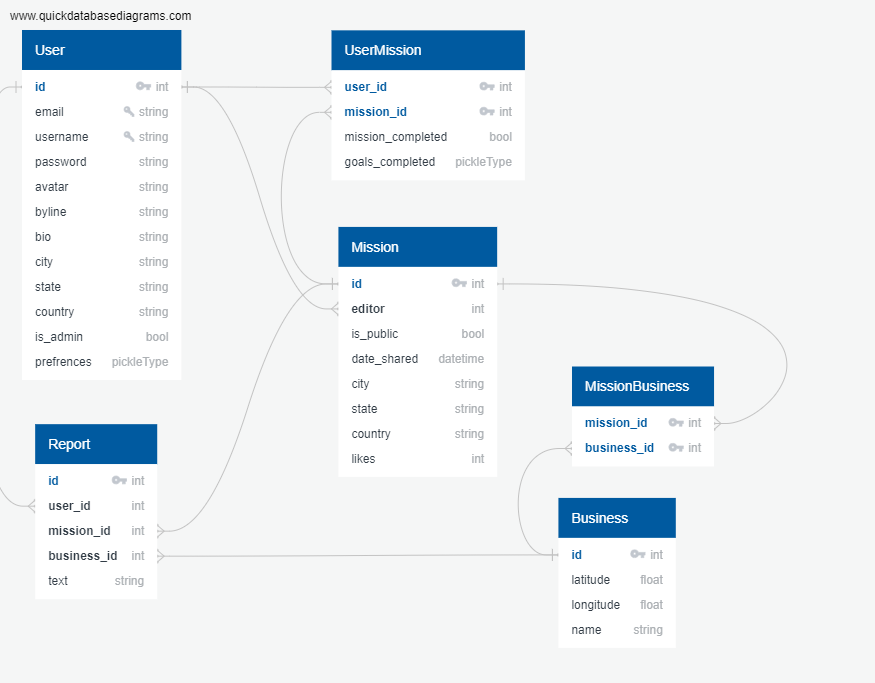 www.quickdatabasediagrams.com
User
id int
email string
username string
password string
avatar string
byline string
bio string
city string
state string
country string
is_admin bool
prefrences pickleType
UserMission
user_id int
mission_id int
mission_completed bool
goals_completed pickleType
Mission
id int
editor int
is_public bool
date_shared datetime
city string
state string
country string
likes int
MissionBusiness
mission_id int
business_id int
Report
id int
user_id int
mission_id int
business_id int
text string
Business
id int
latitude float
longitude float
name string